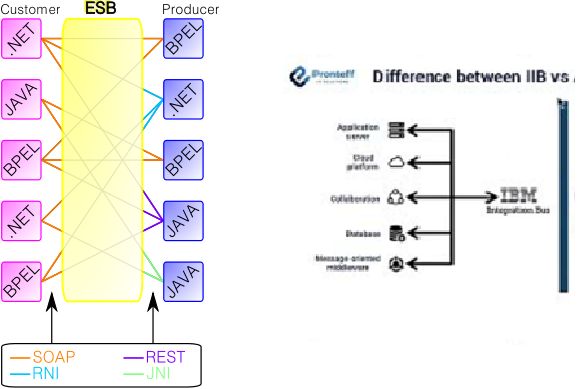 Customer
ESB
Producer
.NET
BPEL
JAVA
.NET
BPEL
BPEL
.NET
JAVA
BPEL
JAVA
SOAP
REST
RNI
JNI
Pronteff
Difference between IIB vs
Application
server
Cloud
platform
Collaboration
Database
Message-oriented
middleware
IBM
Integration Bus